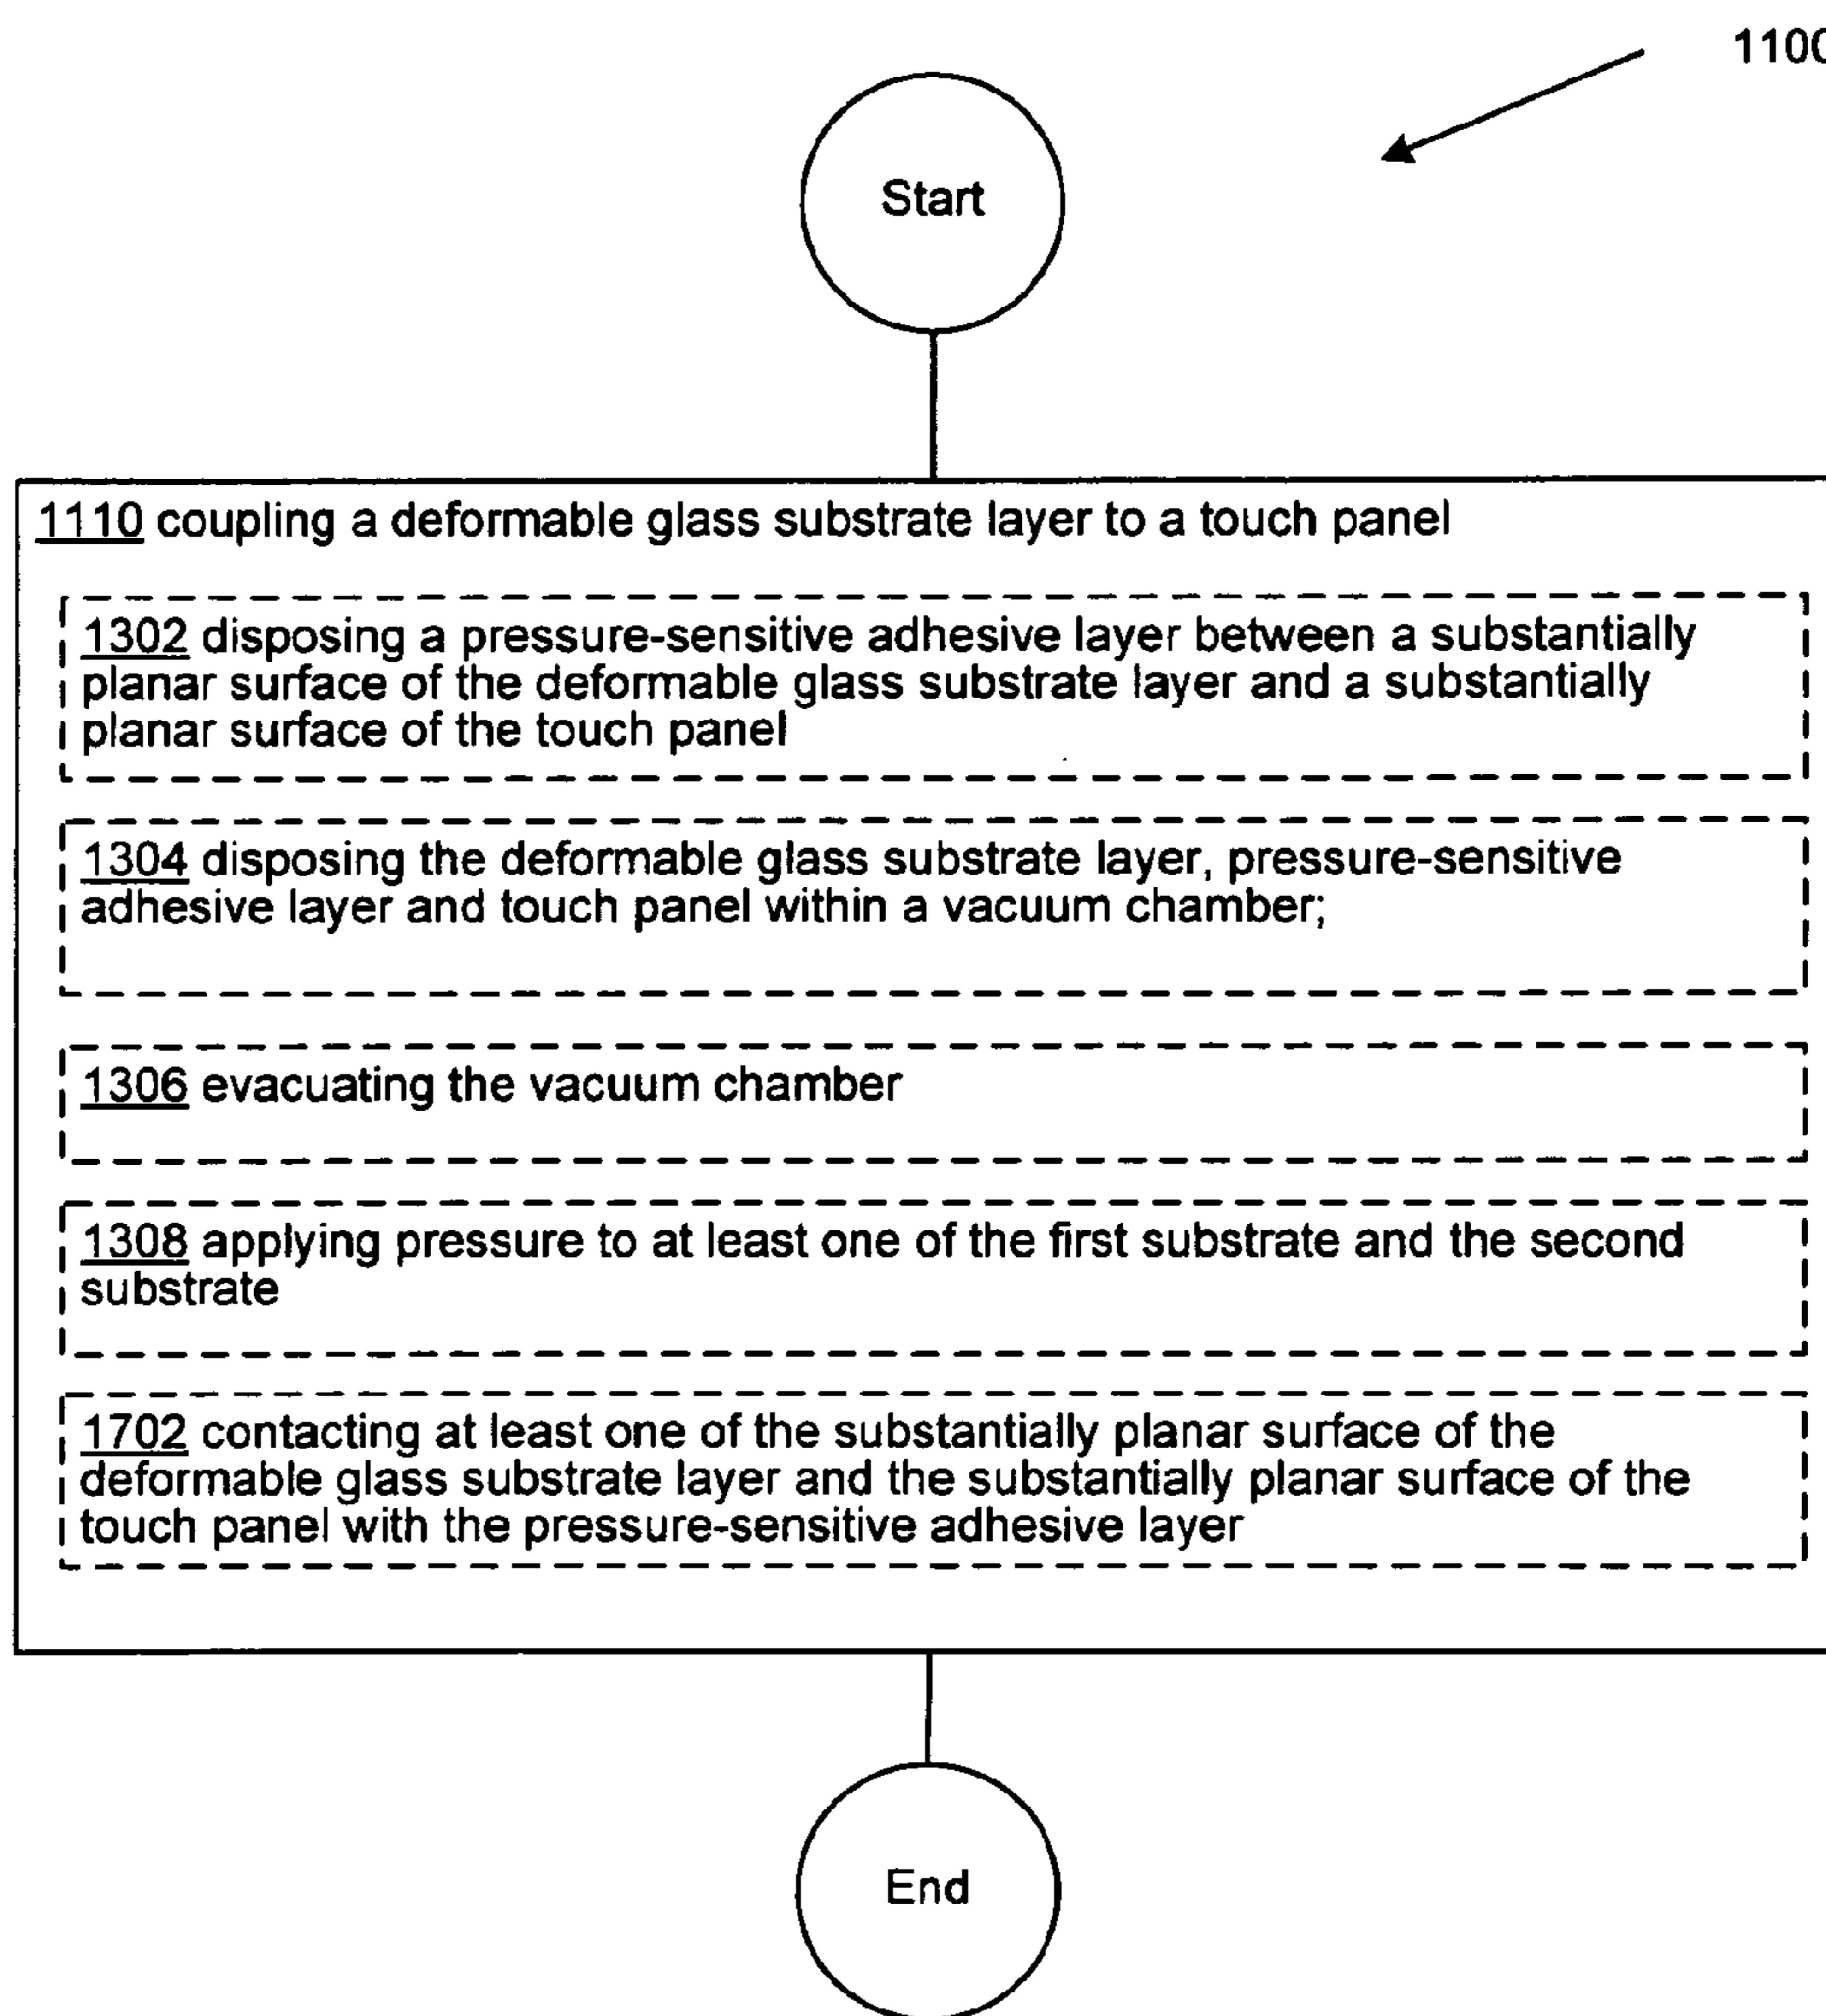 1100
Start
1110 coupling a deformable glass substrate layer to a touch panel
1302 disposing a pressure-sensitive adhesive layer between a substantially
planar surface of the deformable glass substrate layer and a substantially
planar surface of the touch panel
1304 disposing the deformable glass substrate layer, pressure-sensitive
adhesive layer and touch panel within a vacuum chamber;
1306 evacuating the vacuum chamber
1308 applying pressure to at least one of the first substrate and the second
substrate
1702 contacting at least one of the substantially planar surface of the
deformable glass substrate layer and the substantially planar surface of the
touch panel with the pressure-sensitive adhesive layer
End